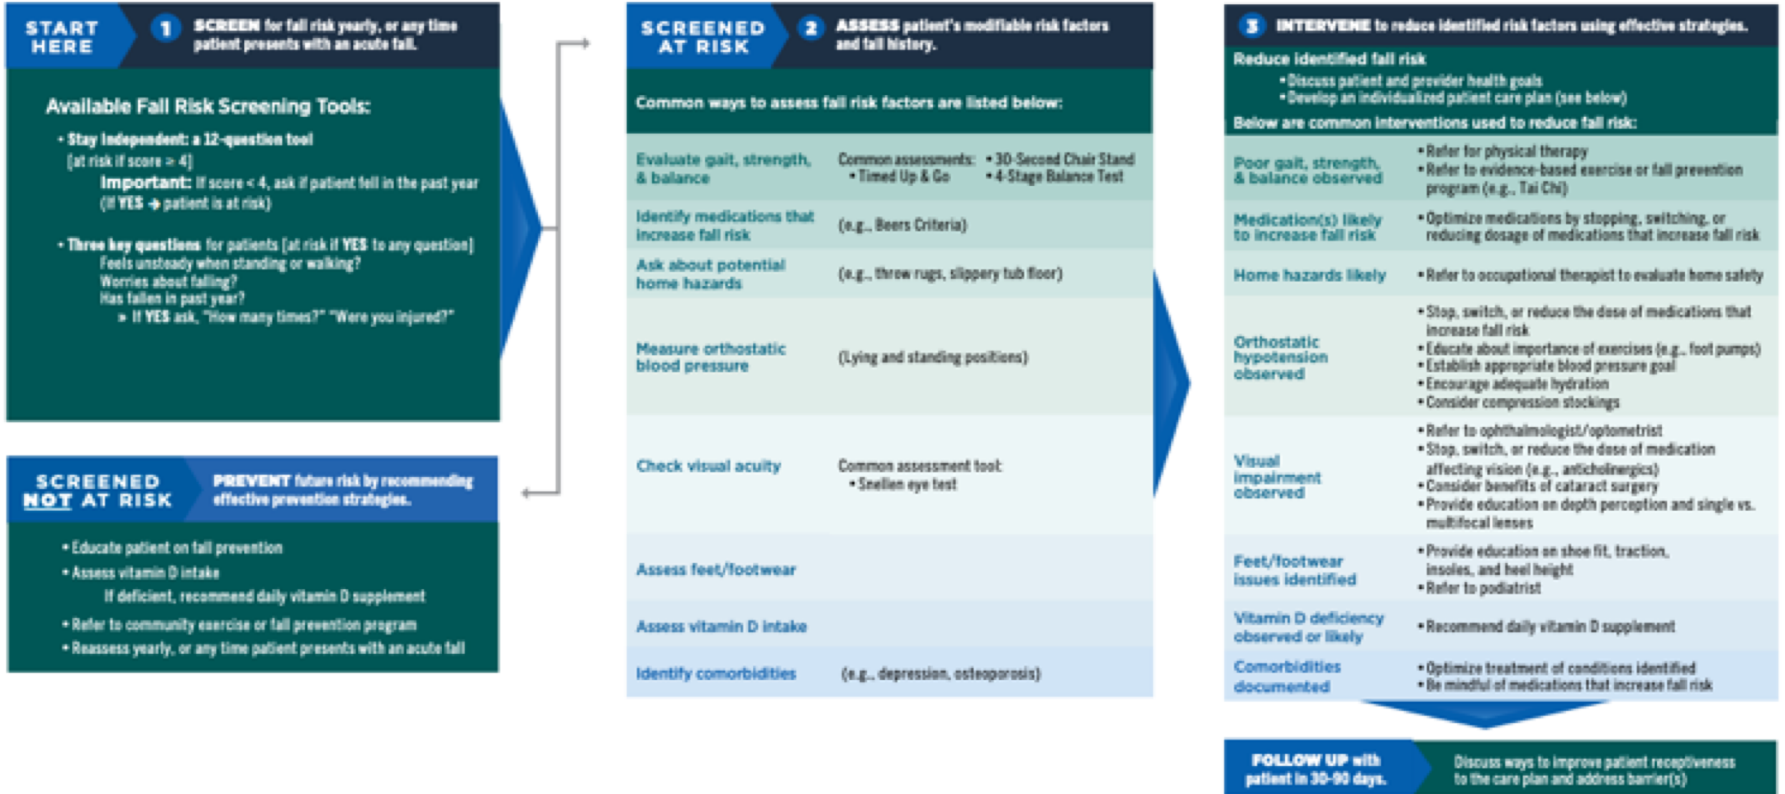 START
HERE
1
SCREEN for fall risk yearly, or any time
patient presents with an acute fall.
Available Fall Risk Screening Tools:
• Stay Independent: a 12-question tool
[at risk if score ≥ 4]
Important: If score < 4, ask if patient fell in the past year
(If YES → patient is at risk)
• Three key questions for patients [at risk if YES to any question]
Feels unsteady when standing or walking?
Worries about falling?
Has fallen in past year?
» If YES ask, "How many times?" "Were you injured?"
SCREENED
NOT AT RISK
PREVENT future risk by recommending
effective prevention strategies.
• Educate patient on fall prevention
• Assess vitamin D intake
If deficient, recommend daily vitamin D supplement
• Refer to community exercise or fall prevention program
• Reassess yearly, or any time patient presents with an acute fall
SCREENED
AT RISK
2
ASSESS patient's modifiable risk factors
and fall history.
Common ways to assess fall risk factors are listed below:
Evaluate gait, strength,
& balance
Common assessments:
• Timed Up & Go
• 30-Second Chair Stand
• 4-Stage Balance Test
Identify medications that
increase fall risk
(e.g., Beers Criteria)
Ask about potential
home hazards
(e.g., throw rugs, slippery tub floor)
Measure orthostatic
blood pressure
(Lying and standing positions)
Check visual acuity
Common assessment tool:
• Snellen eye test
Assess feet/footwear
Assess vitamin D intake
Identify comorbidities
(e.g., depression, osteoporosis)
3
INTERVENE to reduce identified risk factors using effective strategies.
Reduce identified fall risk
• Discuss patient and provider health goals
• Develop an individualized patient care plan (see below)
Below are common interventions used to reduce fall risk:
Poor gait, strength,
& balance observed
• Refer for physical therapy
• Refer to evidence-based exercise or fall prevention
program (e.g., Tai Chi)
Medication(s) likely
to increase fall risk
• Optimize medications by stopping, switching, or
reducing dosage of medications that increase fall risk
Home hazards likely
• Refer to occupational therapist to evaluate home safety
Orthostatic
hypotension
observed
• Stop, switch, or reduce the dose of medications that
increase fall risk
• Educate about importance of exercises (e.g., foot pumps)
• Establish appropriate blood pressure goal
• Encourage adequate hydration
• Consider compression stockings
Visual
impairment
observed
• Refer to ophthalmologist/optometrist
• Stop, switch, or reduce the dose of medication
affecting vision (e.g., anticholinergics)
• Consider benefits of cataract surgery
• Provide education on depth perception and single vs.
multifocal lenses
Feet/footwear
issues identified
• Provide education on shoe fit, traction,
insoles, and heel height
• Refer to podiatrist
Vitamin D deficiency
observed or likely
• Recommend daily vitamin D supplement
Comorbidities
documented
• Optimize treatment of conditions identified
• Be mindful of medications that increase fall risk
FOLLOW UP with
patient in 30-90 days.
Discuss ways to improve patient receptiveness
to the care plan and address barrier(s)